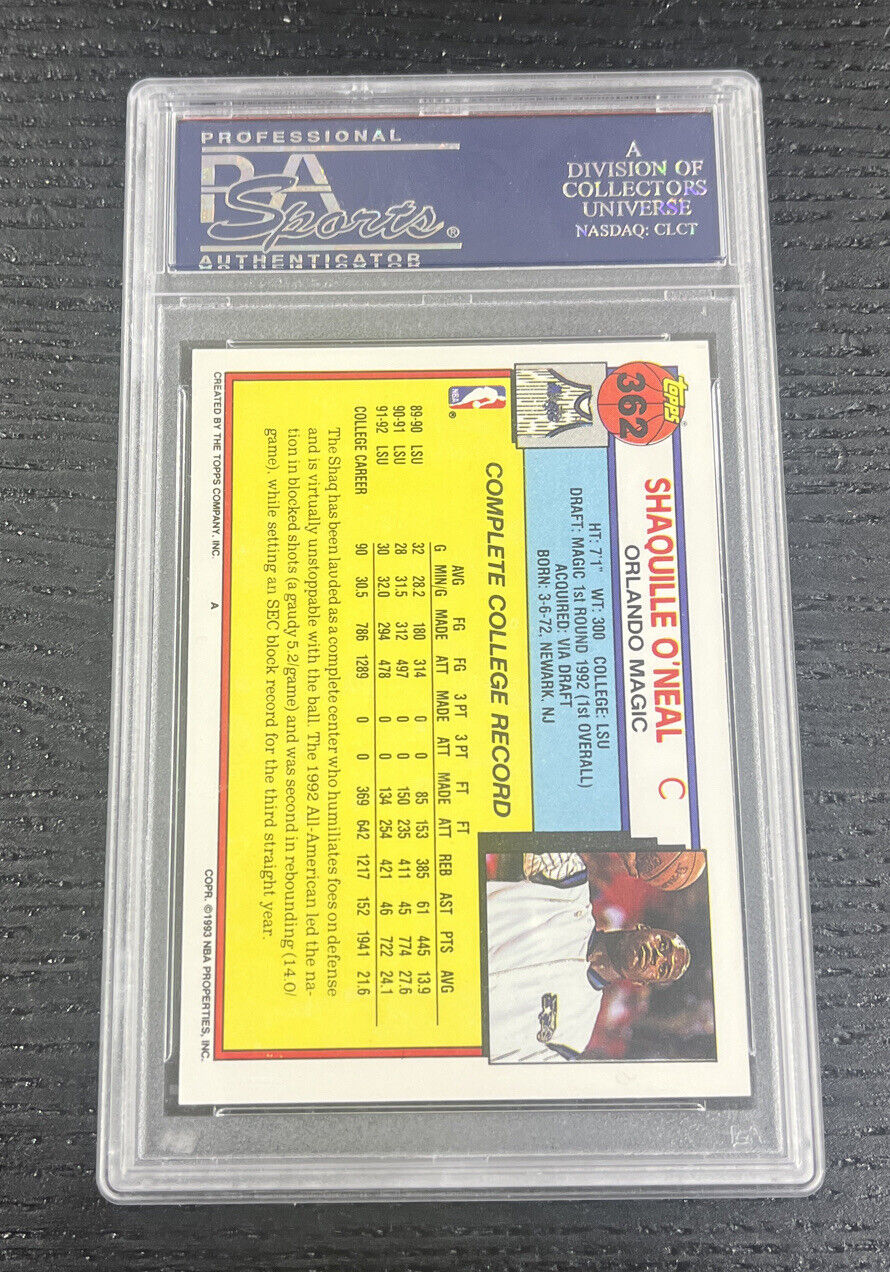 PROFESSIONAL
PSA
Sports®
AUTHENTICATOR
A
DIVISION OF
COLLECTORS
UNIVERSE
NASDAQ: CLCT
topps®
362
SHAQUILLE O'NEAL C
ORLANDO MAGIC
HT: 7'1" WT: 300 COLLEGE: LSU
DRAFT: MAGIC 1st ROUND 1992 (1st OVERALL)
ACQUIRED: VIA DRAFT
BORN: 3-6-72, NEWARK, NJ
NBA®
COMPLETE COLLEGE RECORD
AVG FG FG 3 PT 3 PT FT FT
G MIN/G MADE ATT MADE ATT MADE ATT REB AST PTS AVG
89-90 LSU 32 28.2 180 314 0 0 85 153 385 61 445 13.9
90-91 LSU 28 31.5 312 497 0 0 150 235 411 45 774 27.6
91-92 LSU 30 32.0 294 478 0 0 134 254 421 46 722 24.1
COLLEGE CAREER 90 30.5 786 1289 0 0 369 642 1217 152 1941 21.6
The Shaq has been lauded as a complete center who humiliates foes on defense
and is virtually unstoppable with the ball. The 1992 All-American led the na-
tion in blocked shots (a gaudy 5.2/game) and was second in rebounding (14.0/
game), while setting an SEC block record for the third straight year.
CREATED BY THE TOPPS COMPANY, INC. A COPR. ©1993 NBA PROPERTIES, INC.